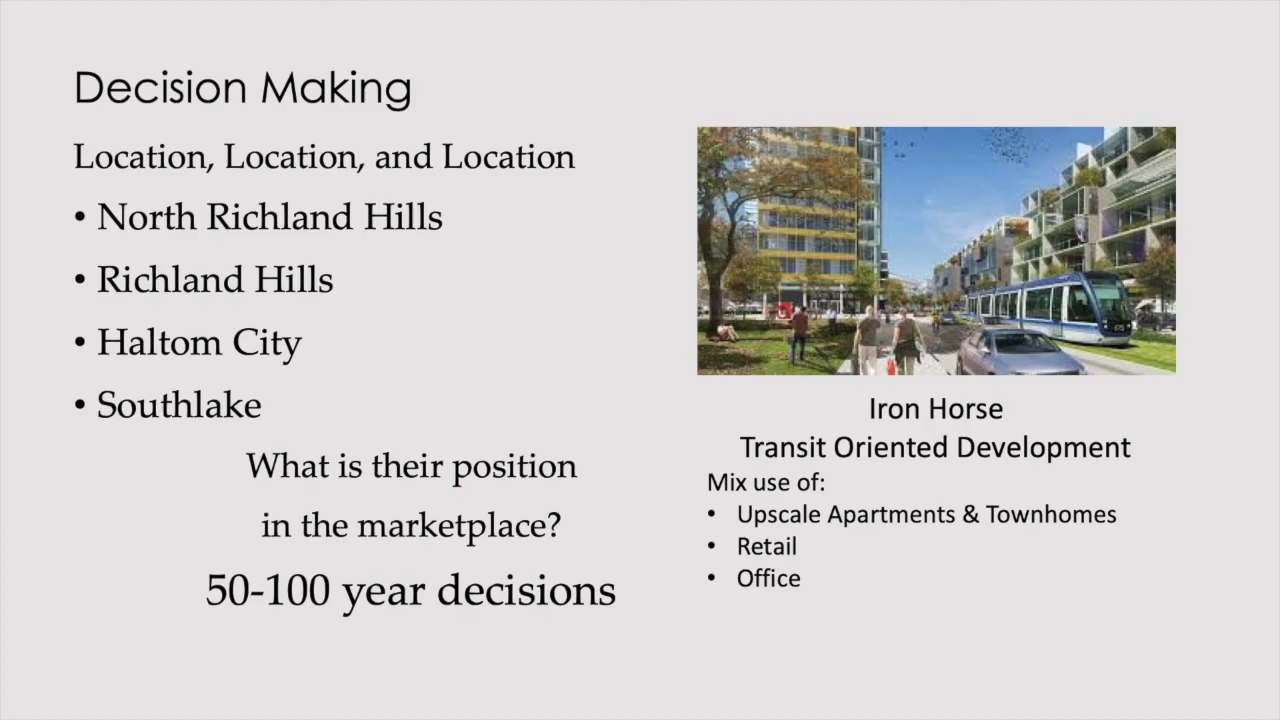 Decision Making
Location, Location, and Location
• North Richland Hills
• Richland Hills
• Haltom City
• Southlake
What is their position
in the marketplace?
50-100 year decisions
Iron Horse
Transit Oriented Development
Mix use of:
• Upscale Apartments & Townhomes
• Retail
• Office